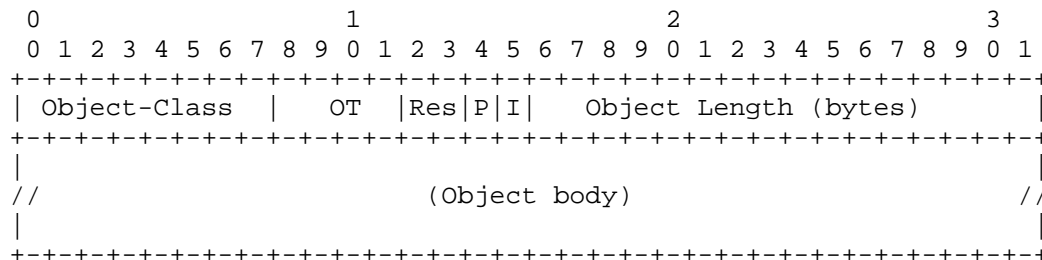 0                   1                   2                   3
 0 1 2 3 4 5 6 7 8 9 0 1 2 3 4 5 6 7 8 9 0 1 2 3 4 5 6 7 8 9 0 1
+-+-+-+-+-+-+-+-+-+-+-+-+-+-+-+-+-+-+-+-+-+-+-+-+-+-+-+-+-+-+-+-+
| Object-Class  |   OT  |Res|P|I|   Object Length (bytes)       |
+-+-+-+-+-+-+-+-+-+-+-+-+-+-+-+-+-+-+-+-+-+-+-+-+-+-+-+-+-+-+-+-+
|                                                               |
//                        (Object body)                        //
|                                                               |
+-+-+-+-+-+-+-+-+-+-+-+-+-+-+-+-+-+-+-+-+-+-+-+-+-+-+-+-+-+-+-+-+